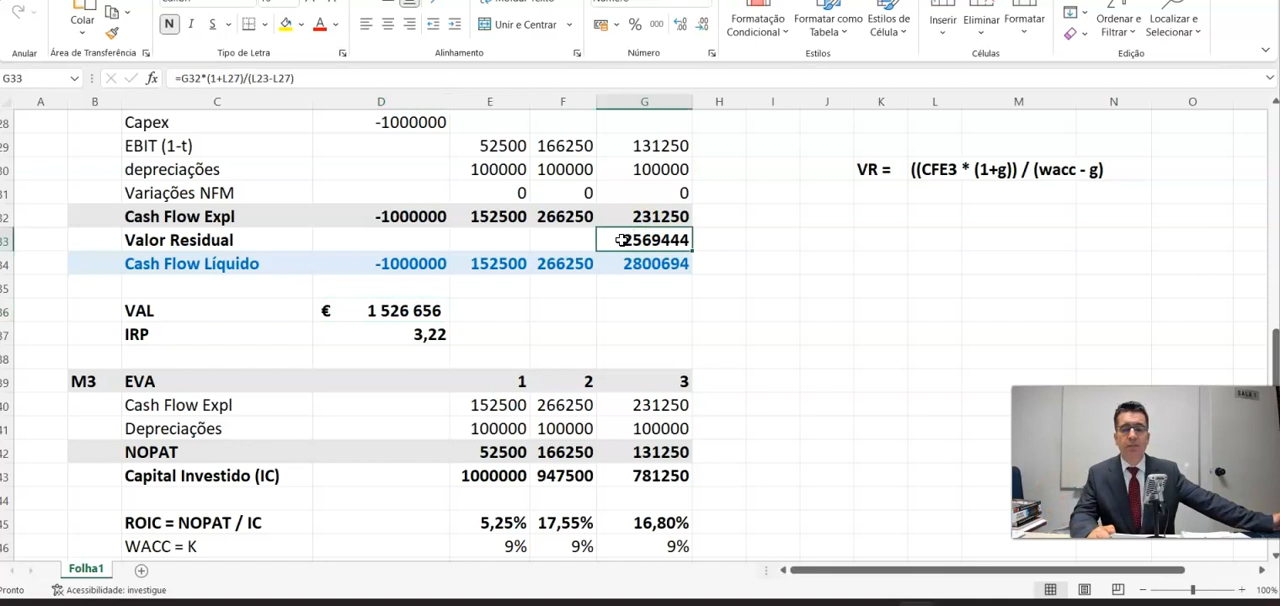 Colar
N I S
Uni e Centrar
% 000
Formatação Condicional
Formatar como Tabela
Estilos de Célula
Inserir
Eliminar
Formatar
Ordenar e Filtrar
Localizar e Selecionar
Anular
Área de Transferência
Tipo de Letra
Alinhamento
Número
Estilos
Células
Edição
G33 fx =G32*(1+L27)/(L23-L27)
A B C D E F G H I J K L M N O
28 Capex -1000000
29 EBIT (1-t) 52500 166250 131250
30 depreciações 100000 100000 100000 VR = ((CFE3 * (1+g)) / (wacc - g)
31 Variações NFM 0 0 0
32 Cash Flow Expl -1000000 152500 266250 231250
33 Valor Residual 2569444
34 Cash Flow Líquido -1000000 152500 266250 2800694
35
36 VAL € 1 526 656
37 IRP 3,22
38
39 M3 EVA 1 2 3
40 Cash Flow Expl 152500 266250 231250
41 Depreciações 100000 100000 100000
42 NOPAT 52500 166250 131250
43 Capital Investido (IC) 1000000 947500 781250
44
45 ROIC = NOPAT / IC 5,25% 17,55% 16,80%
46 WACC = K 9% 9% 9%
SALA 1
Folha1
Pronto Acessibilidade: investigue 100%